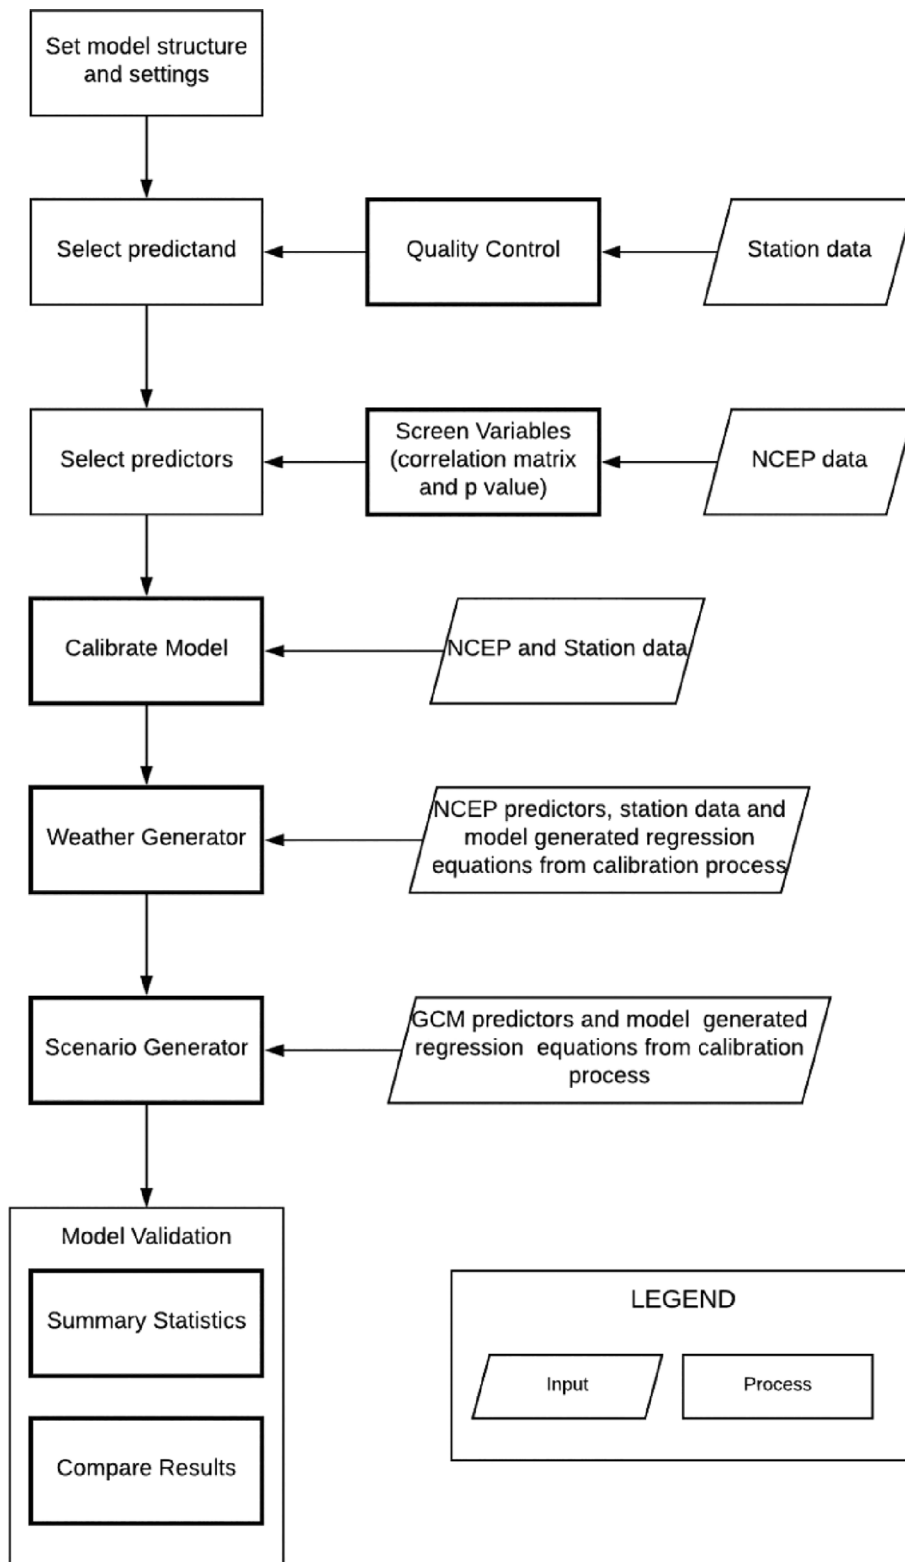 Set model structure
and settings
Select predictand
Quality Control
Station data
Select predictors
Screen Variables
(correlation matrix
and p value)
NCEP data
Calibrate Model
NCEP and Station data
Weather Generator
NCEP predictors, station data and
model generated regression
equations from calibration process
Scenario Generator
GCM predictors and model generated
regression equations from calibration
process
Model Validation
Summary Statistics
Compare Results
LEGEND
Input
Process